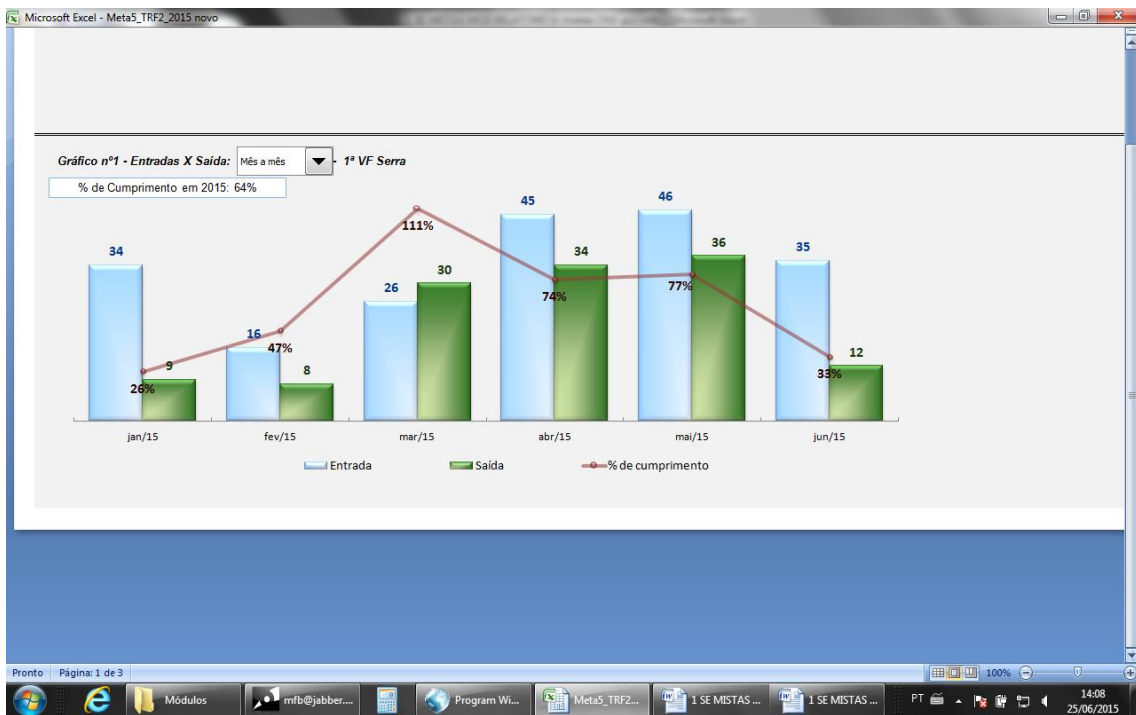 Microsoft Excel - Meta5_TRF2_2015 novo
Gráfico nº1 - Entradas X Saída: Mês a mês - 1ª VF Serra
% de Cumprimento em 2015: 64%
34 9 26%
16 8 47%
26 30 111%
45 34 74%
46 36 77%
35 12 33%
jan/15 fev/15 mar/15 abr/15 mai/15 jun/15
Entrada Saída % de cumprimento
Pronto Página: 1 de 3 100%
Módulos mfb@jabber.... Program Wi... Meta5_TRF2... 1 SE MISTAS ... 1 SE MISTAS ... PT 14:08
25/06/2015